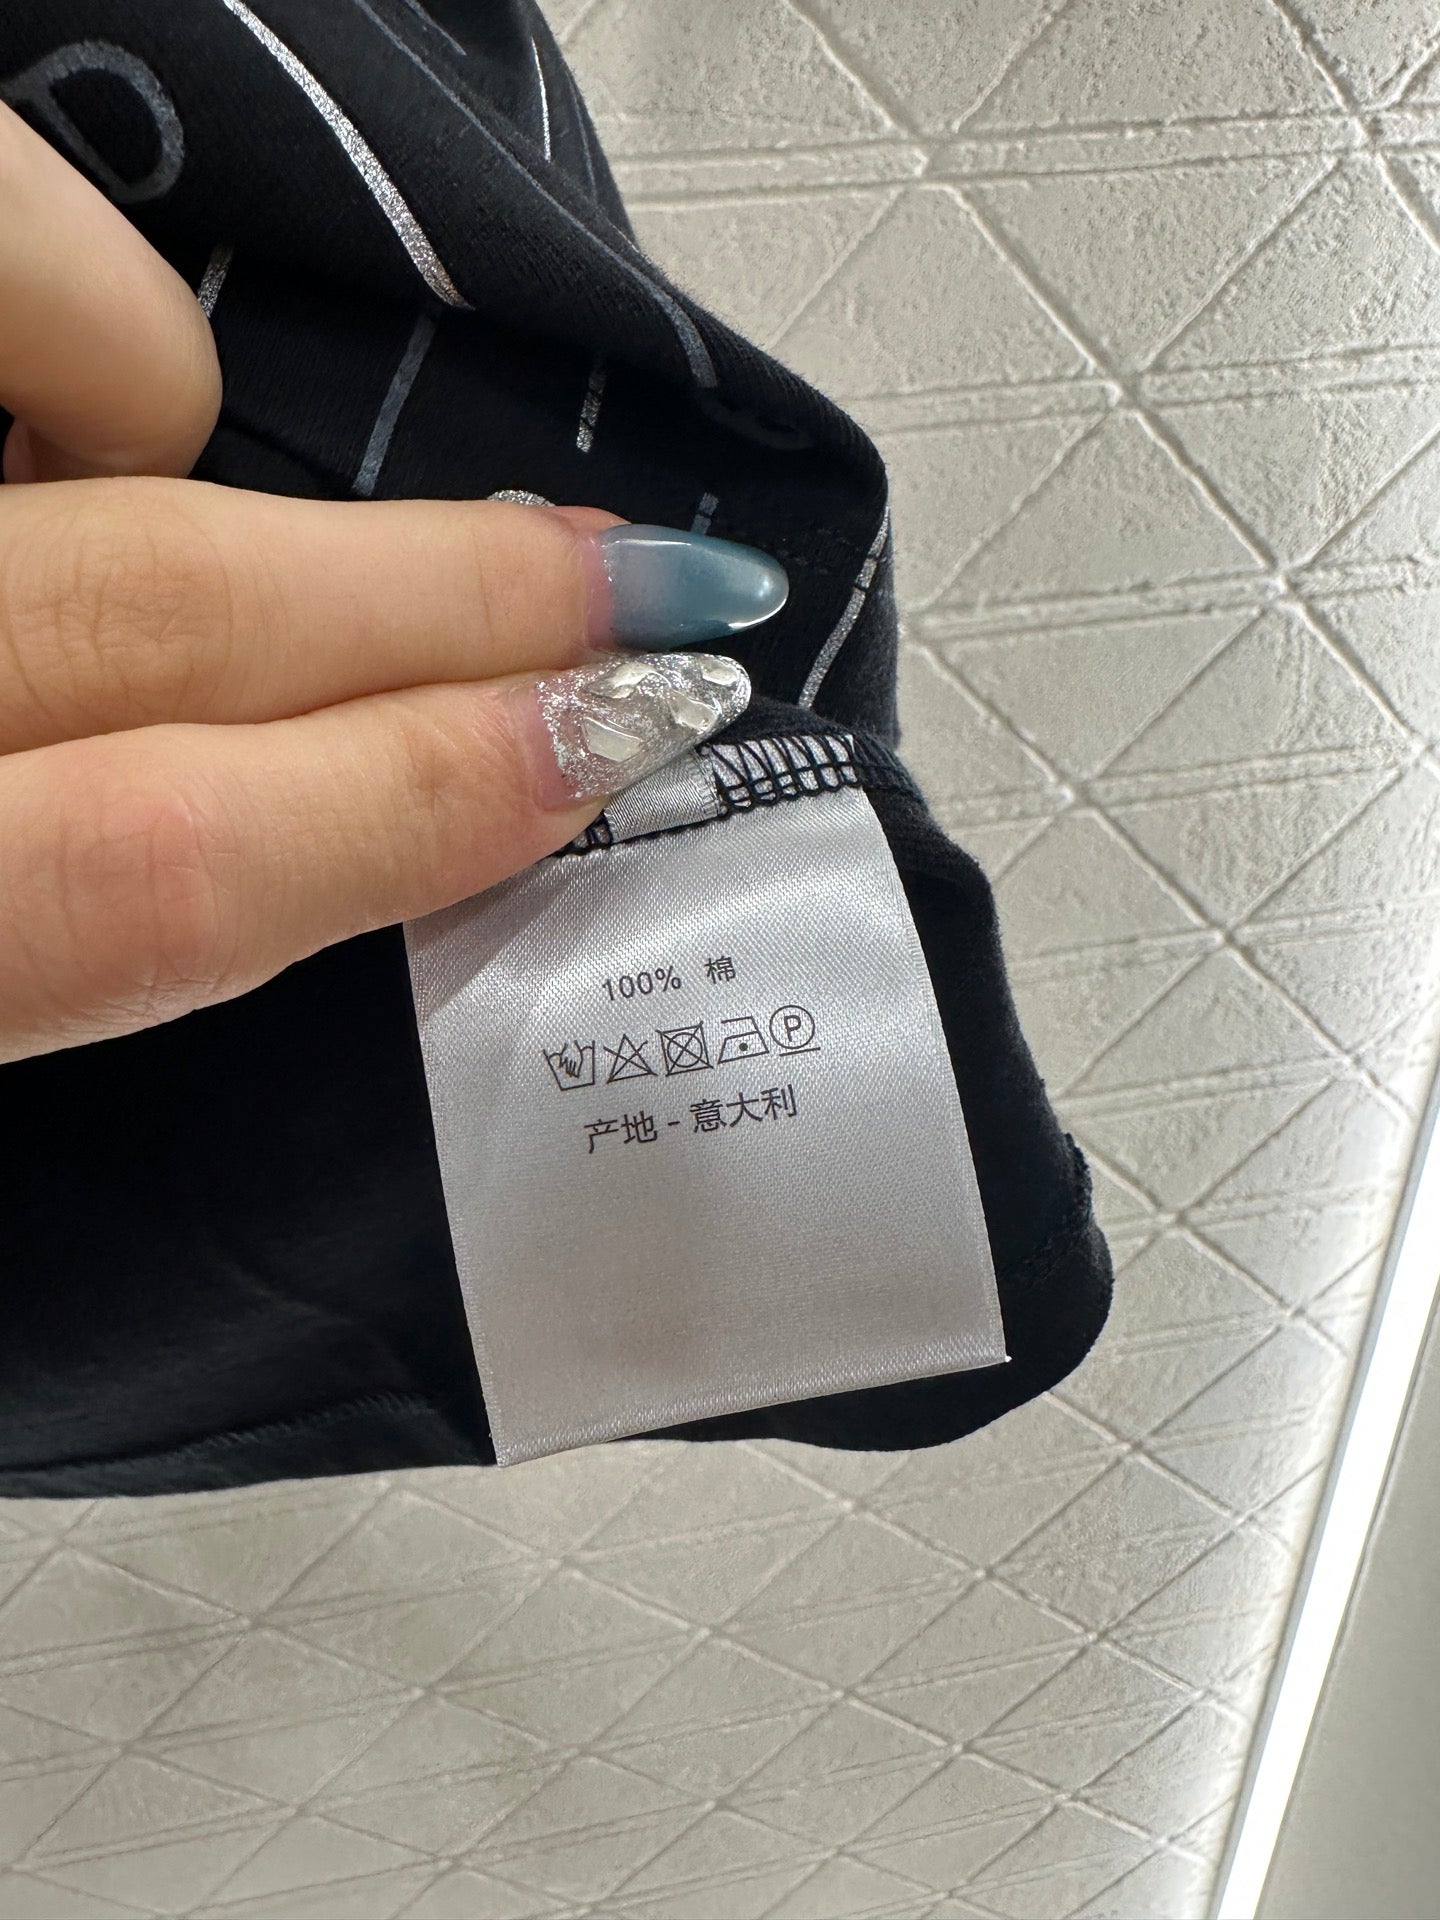 100% 棉
P
产地 - 意大利